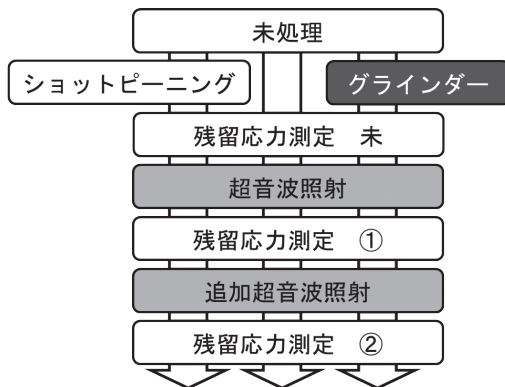 未処理
ショットピーニング
グラインダー
残留応力測定　未
超音波照射
残留応力測定　①
追加超音波照射
残留応力測定　②